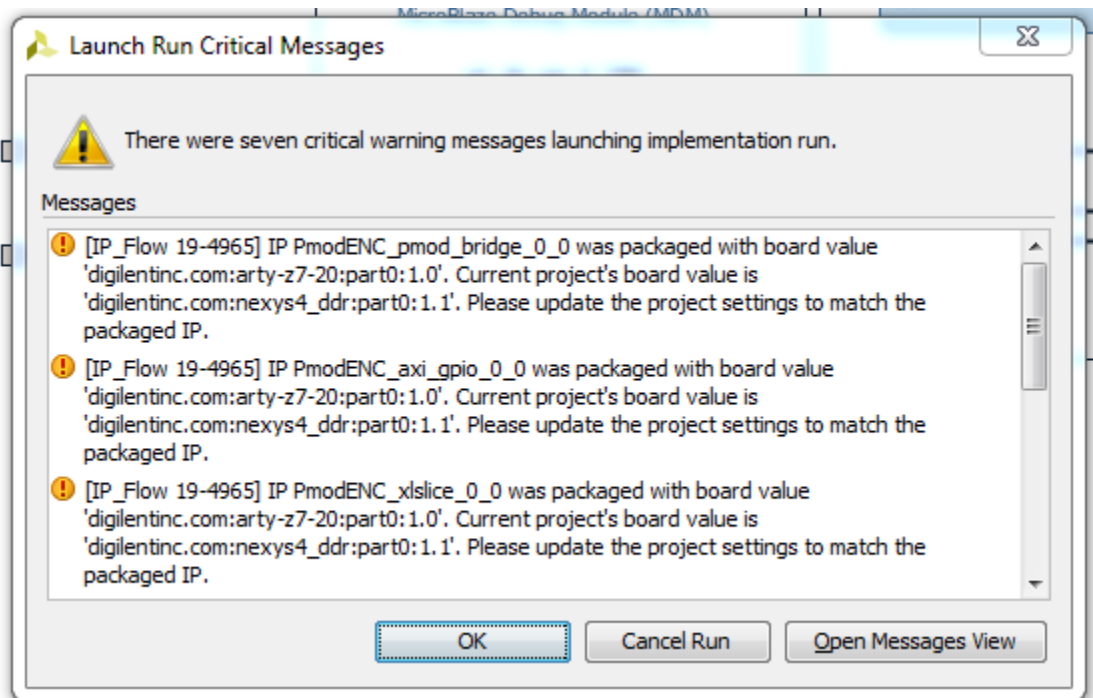 MicroBlaze Debug Module (MDM)
Launch Run Critical Messages
There were seven critical warning messages launching implementation run.
Messages
[IP_Flow 19-4965] IP PmodENC_pmod_bridge_0_0 was packaged with board value
'digilentinc.com:arty-z7-20:part0:1.0'. Current project's board value is
'digilentinc.com:nexys4_ddr:part0:1.1'. Please update the project settings to match the
packaged IP.
[IP_Flow 19-4965] IP PmodENC_axi_gpio_0_0 was packaged with board value
'digilentinc.com:arty-z7-20:part0:1.0'. Current project's board value is
'digilentinc.com:nexys4_ddr:part0:1.1'. Please update the project settings to match the
packaged IP.
[IP_Flow 19-4965] IP PmodENC_xlslice_0_0 was packaged with board value
'digilentinc.com:arty-z7-20:part0:1.0'. Current project's board value is
'digilentinc.com:nexys4_ddr:part0:1.1'. Please update the project settings to match the
packaged IP.
OK Cancel Run Open Messages View